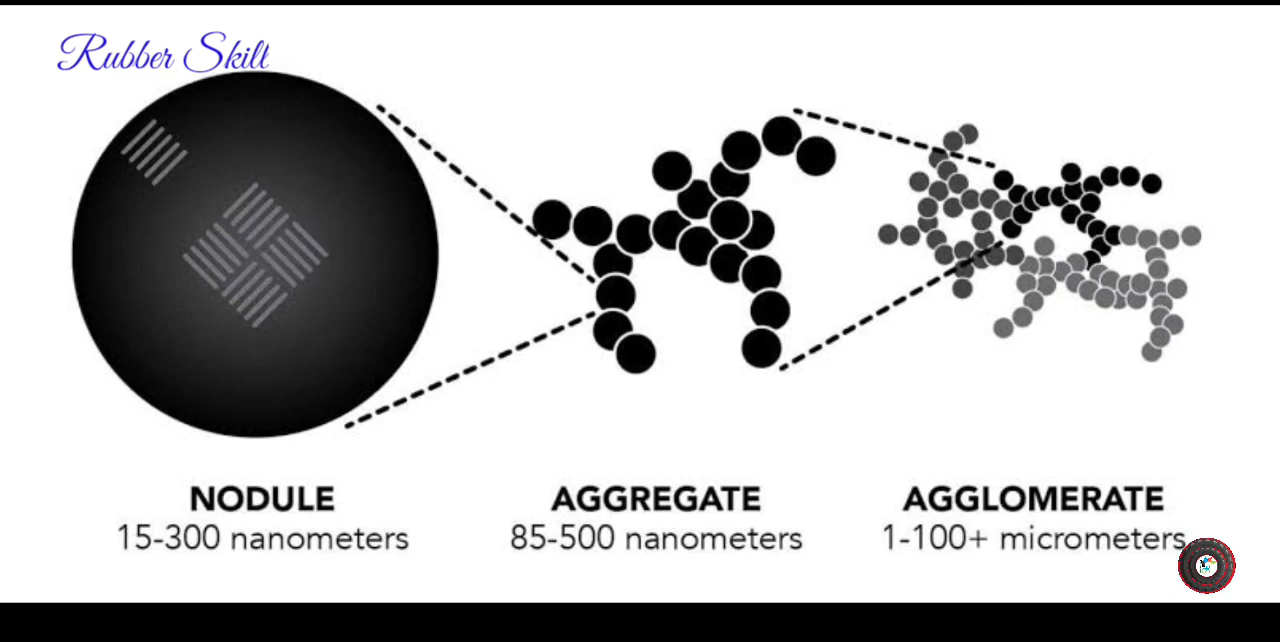 Rubber Skill
NODULE
15-300 nanometers
AGGREGATE
85-500 nanometers
AGGLOMERATE
1-100+ micrometers